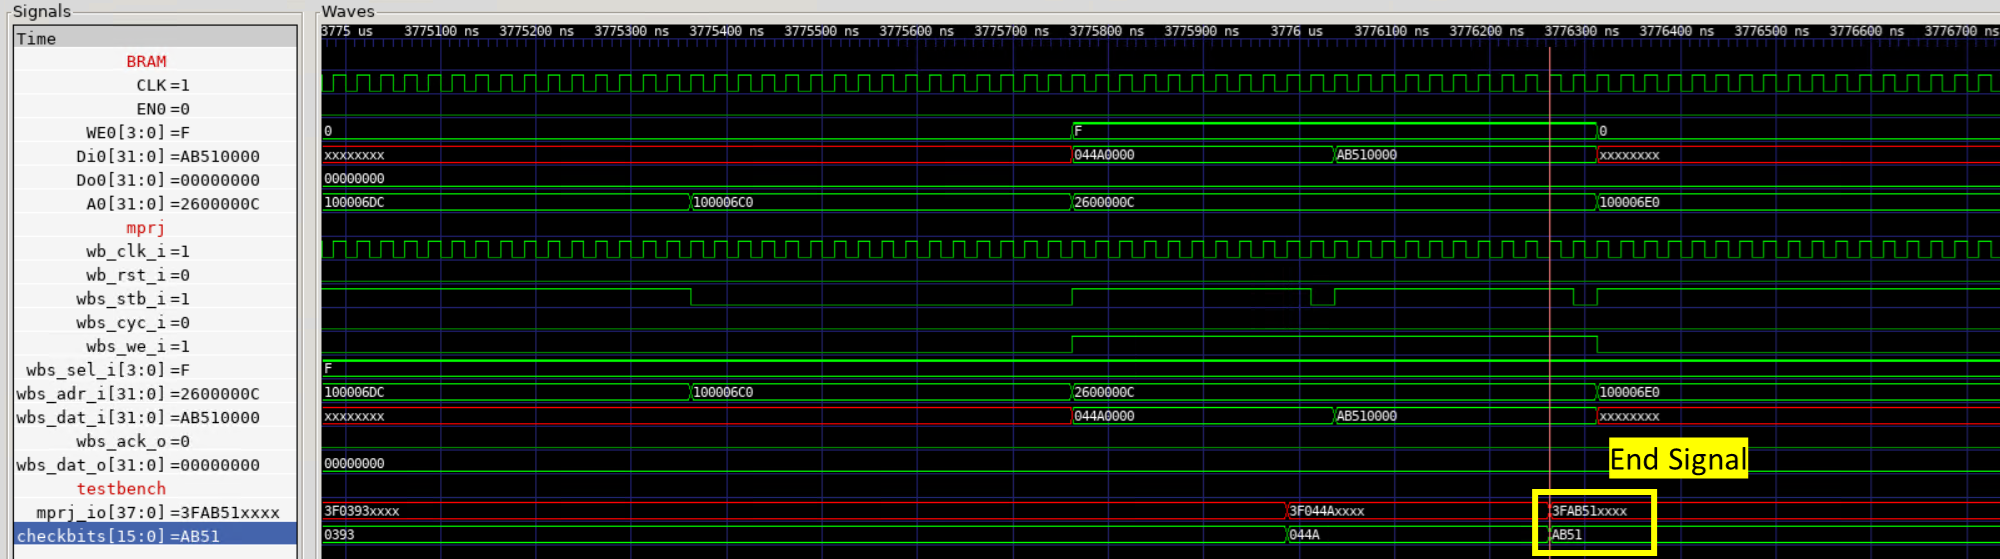 Signals
Waves
Time
3775 us 3775100 ns 3775200 ns 3775300 ns 3775400 ns 3775500 ns 3775600 ns 3775700 ns 3775800 ns 3775900 ns 3776 us 3776100 ns 3776200 ns 3776300 ns 3776400 ns 3776500 ns 3776600 ns 3776700 ns
BRAM
CLK=1
EN0=0
WE0[3:0]=F 0 F 0
Di0[31:0]=AB510000 xxxxxxxx 044A0000 AB510000 xxxxxxxx
Do0[31:0]=00000000 00000000
A0[31:0]=2600000C 100006DC 100006C0 2600000C 100006E0
mprj
wb_clk_i=1
wb_rst_i=0
wbs_stb_i=1
wbs_cyc_i=0
wbs_we_i=1
wbs_sel_i[3:0]=F F
wbs_adr_i[31:0]=2600000C 100006DC 100006C0 2600000C 100006E0
wbs_dat_i[31:0]=AB510000 xxxxxxxx 044A0000 AB510000 xxxxxxxx
wbs_ack_o=0
End Signal
wbs_dat_o[31:0]=00000000 00000000
testbench
mprj_io[37:0]=3FAB51xxxx 3F0393xxxx 3F044Axxxx 3FAB51xxxx
checkbits[15:0]=AB51 0393 044A AB51